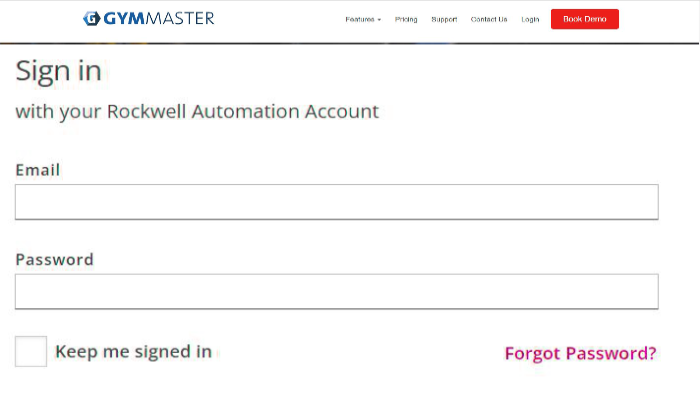 GYMMASTER Features Pricing Support Contact Us Login Book Demo
Sign in
with your Rockwell Automation Account
Email
Password
Keep me signed in Forgot Password?